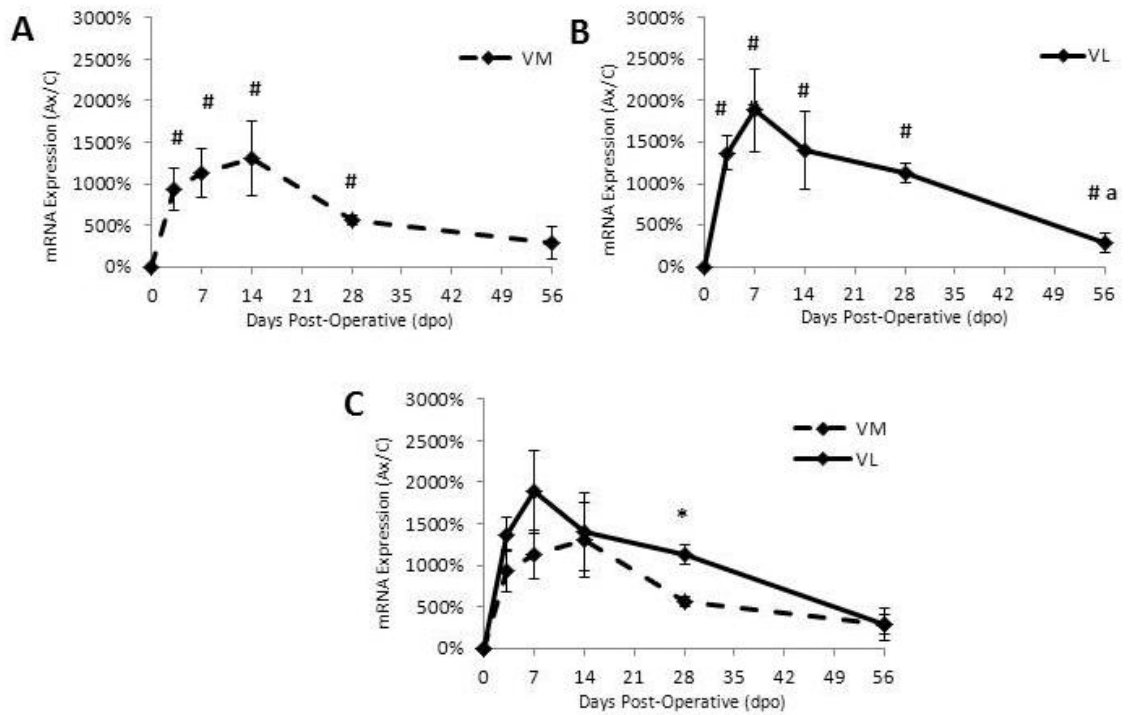 A
mRNA Expression (Ax/C)
3000%
2500%
2000%
1500%
1000%
500%
0%
VM
#
#
#
#
0 7 14 28 35 42 49 56
Days Post-Operative (dpo)
B
mRNA Expression (Ax/C)
3000%
2500%
2000%
1500%
1000%
500%
0%
VL
#
#
#
#
# a
0 7 14 21 28 35 42 49 56
Days Post-Operative (dpo)
C
mRNA Expression (Ax/C)
3000%
2500%
2000%
1500%
1000%
500%
0%
VM
VL
*
0 7 14 21 28 35 42 49 56
Days Post-Operative (dpo)